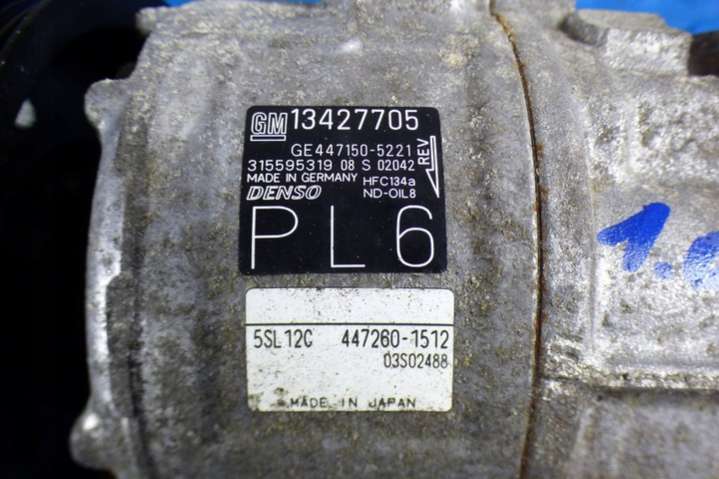 GM 13427705
GE447150-5221
315595319 08 S 02042
MADE IN GERMANY HFC134a
DENSO ND-OIL8
REV
PL6
5SL12C 447260-1512
03S02488
MADE IN JAPAN